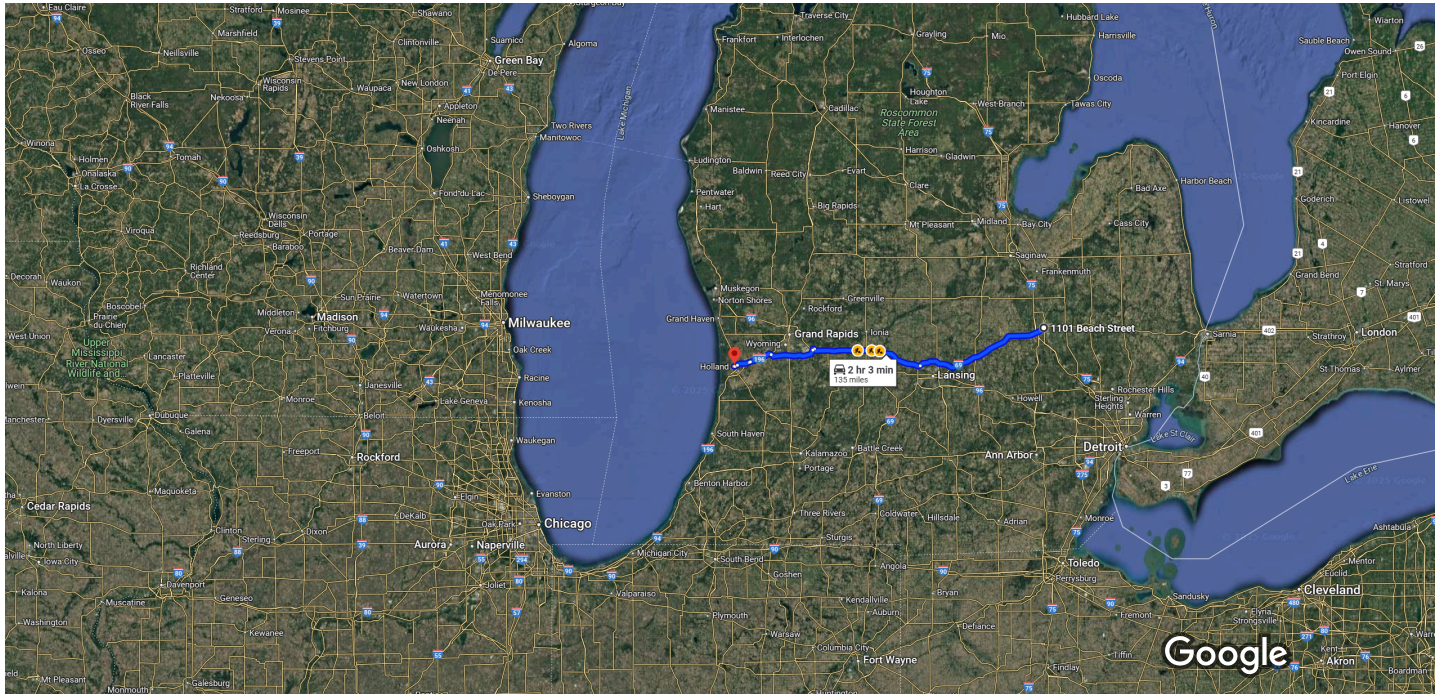 Eau Claire
Stratford
Mosinee
Shawano
Marshfield
Osseo
Neillsville
Stevens Point
Clintonville
Suamico
Green Bay
De Pere
Algoma
Wisconsin
Rapids
Waupaca
New London
Black
River Falls
Nekoosa
Appleton
Neenah
Two Rivers
Manitowoc
Oshkosh
Winona
Holmen
Onalaska
La Crosse
Tomah
Fond du Lac
Sheboygan
Wisconsin
Dells
Portage
Viroqua
Reedsburg
Baraboo
Beaver Dam
West Bend
Decorah
Waukon
Richland
Center
Sun Prairie
Watertown
Menomonee
Falls
Boscobel
Prairie
du Chien
Middleton
Madison
Verona
Fitchburg
Waukesha
Milwaukee
West Union
Upper
Mississippi
River National
Wildlife and...
Lancaster
Platteville
Oak Creek
Janesville
Racine
Monroe
Lake Geneva
Kenosha
Manchester
Dyersville
Dubuque
Beloit
Galena
Waukegan
Freeport
Rockford
Maquoketa
Elgin
Evanston
Cedar Rapids
DeKalb
Oak Park
Chicago
Clinton
Dixon
Sterling
Aurora
Naperville
North Liberty
Iowa City
Davenport
Joliet
Kalona
Muscatine
Geneseo
Washington
Kewanee
Mt Pleasant
Monmouth
Galesburg
Lake Michigan
Traverse City
Frankfort
Interlochen
Grayling
Mio
Hubbard Lake
Harrisville
Oscoda
Manistee
Cadillac
Houghton
Lake
West Branch
Tawas City
Roscommon
State Forest
Area
Harrison
Gladwin
Ludington
Baldwin
Reed City
Evart
Clare
Pentwater
Hart
Big Rapids
Mt Pleasant
Midland
Bay City
Bad Axe
Harbor Beach
Cass City
Saginaw
Frankenmuth
Muskegon
Norton Shores
Rockford
Greenville
Grand Haven
Grand Rapids
Wyoming
Ionia
1101 Beach Street
Holland
2 hr 3 min
135 miles
Lansing
Howell
Rochester Hills
Sterling
Heights
Warren
South Haven
Kalamazoo
Portage
Battle Creek
Ann Arbor
Detroit
Lake St Clair
Benton Harbor
Three Rivers
Coldwater
Hillsdale
Adrian
Monroe
Sturgis
Michigan City
South Bend
Goshen
Angola
Toledo
Perrysburg
Valparaiso
Kendallville
Auburn
Bryan
Plymouth
Defiance
Warsaw
Columbia City
Fort Wayne
Huntington
Findlay
Tiffin
Fremont
Sandusky
Lake Erie
Wiarton
Sauble Beach
Owen Sound
Port Elgin
Kincardine
Hanover
Goderich
Listowel
Grand Bend
Stratford
St. Marys
Sarnia
Strathroy
London
St Thomas
Aylmer
Ashtabula
Mentor
Euclid
Cleveland
Elyria
Strongsville
Kent
Akron
Boardman
Google